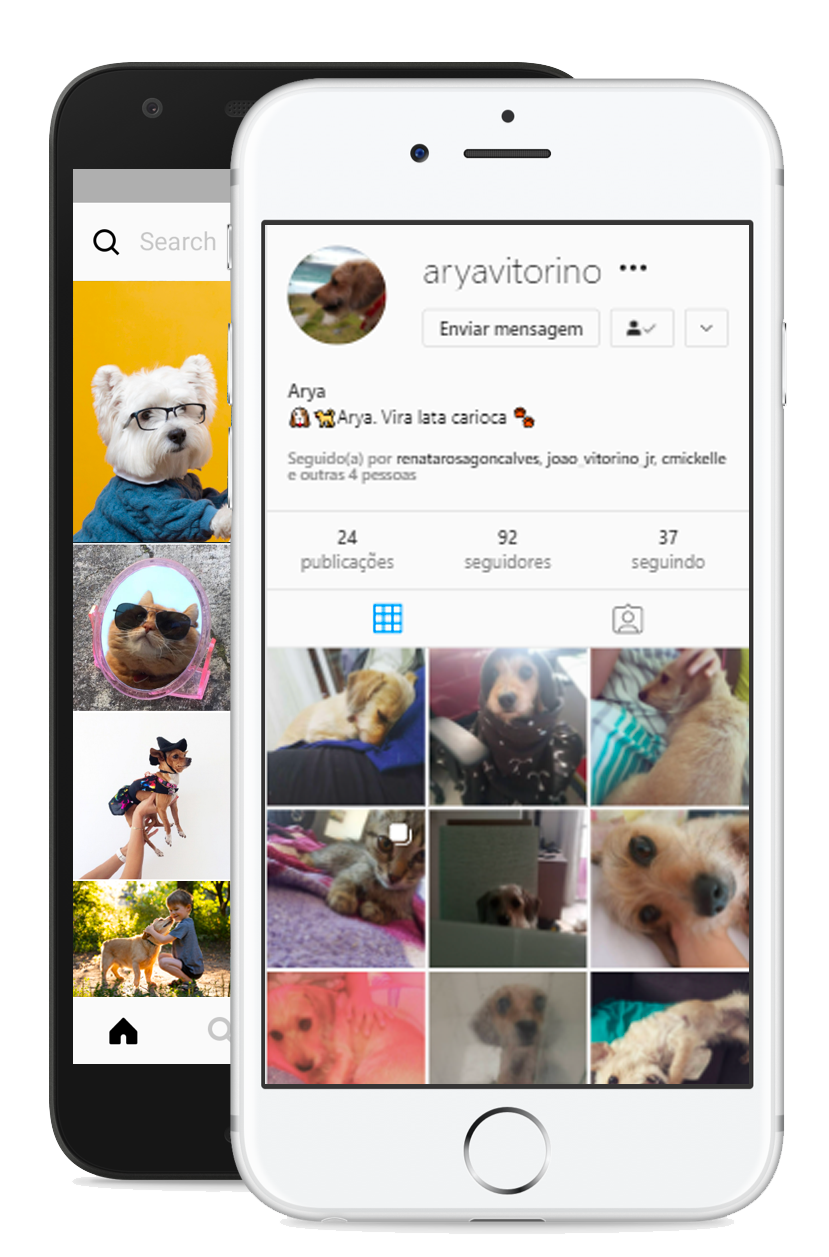 Search
aryavitorino
Enviar mensagem
Arya
Arya. Vira lata carioca
Seguido(a) por renatarosagoncalves, joao_vitorino_jr, cmickelle
e outras 4 pessoas
24 92 37
publicações seguidores seguindo